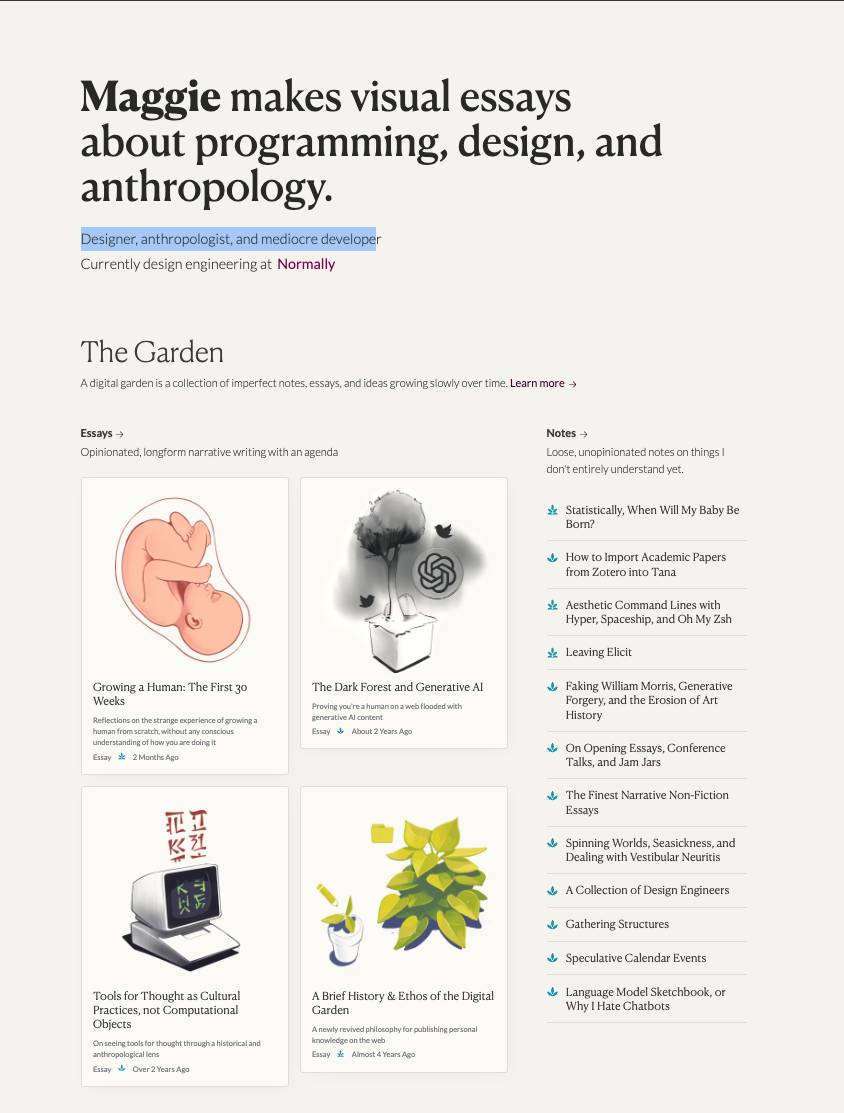 Maggie makes visual essays
about programming, design, and
anthropology.
Designer, anthropologist, and mediocre developer
Currently design engineering at Normally
The Garden
A digital garden is a collection of imperfect notes, essays, and ideas growing slowly over time. Learn more →
Essays →
Opinionated, longform narrative writing with an agenda
Growing a Human: The First 30
Weeks
Reflections on the strange experience of growing a
human from scratch, without any conscious
understanding of how you are doing it
Essay 2 Months Ago
The Dark Forest and Generative AI
Proving you're a human on a web flooded with
generative AI content
Essay About 2 Years Ago
Tools for Thought as Cultural
Practices, not Computational
Objects
On seeing tools for thought through a historical and
anthropological lens
Essay Over 2 Years Ago
A Brief History & Ethos of the Digital
Garden
A newly revived philosophy for publishing personal
knowledge on the web
Essay Almost 4 Years Ago
Notes →
Loose, unopinionated notes on things I
don't entirely understand yet.
Statistically, When Will My Baby Be
Born?
How to Import Academic Papers
from Zotero into Tana
Aesthetic Command Lines with
Hyper, Spaceship, and Oh My Zsh
Leaving Elicit
Faking William Morris, Generative
Forgery, and the Erosion of Art
History
On Opening Essays, Conference
Talks, and Jam Jars
The Finest Narrative Non-Fiction
Essays
Spinning Worlds, Seasickness, and
Dealing with Vestibular Neuritis
A Collection of Design Engineers
Gathering Structures
Speculative Calendar Events
Language Model Sketchbook, or
Why I Hate Chatbots